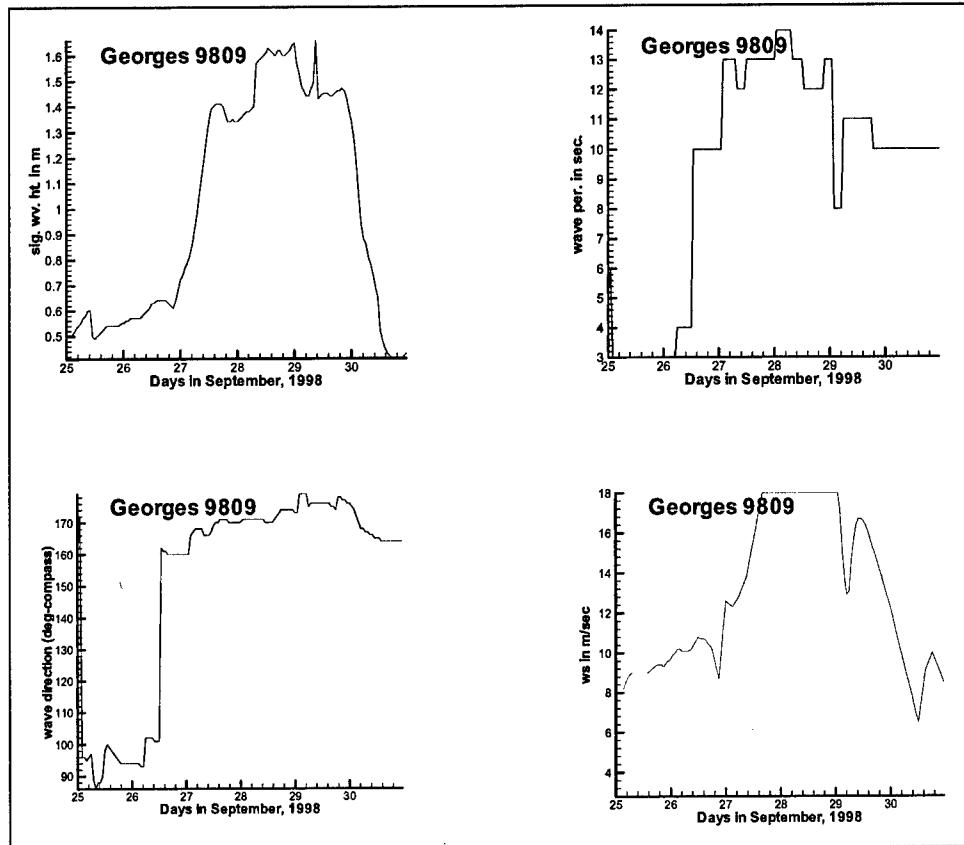 Georges 9809
sig. wv. ht. in m
1.6
1.4
1.3
1.2
1
0.9
0.8
0.7
0.6
0.5
25 26 27 28 29 30
Days in September, 1998
Georges 9809
wave per. in sec.
14
13
12
11
10
9
8
7
6
5
4
3
25 26 27 28 29 30
Days in September, 1998
Georges 9809
wave direction (deg-compass)
170
160
150
140
130
120
110
100
90
25 26 27 28 29 30
Days in September, 1998
Georges 9809
ws in m/sec
18
16
14
12
10
8
6
4
25 26 27 28 29 30
Days in September, 1998